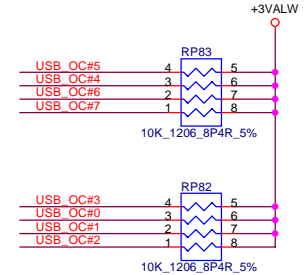 +3VALW
RP83
USB_OC#5 4 5
USB_OC#4 3 6
USB_OC#6 2 7
USB_OC#7 1 8
10K_1206_8P4R_5%
RP82
USB_OC#3 4 5
USB_OC#0 3 6
USB_OC#1 2 7
USB_OC#2 1 8
10K_1206_8P4R_5%